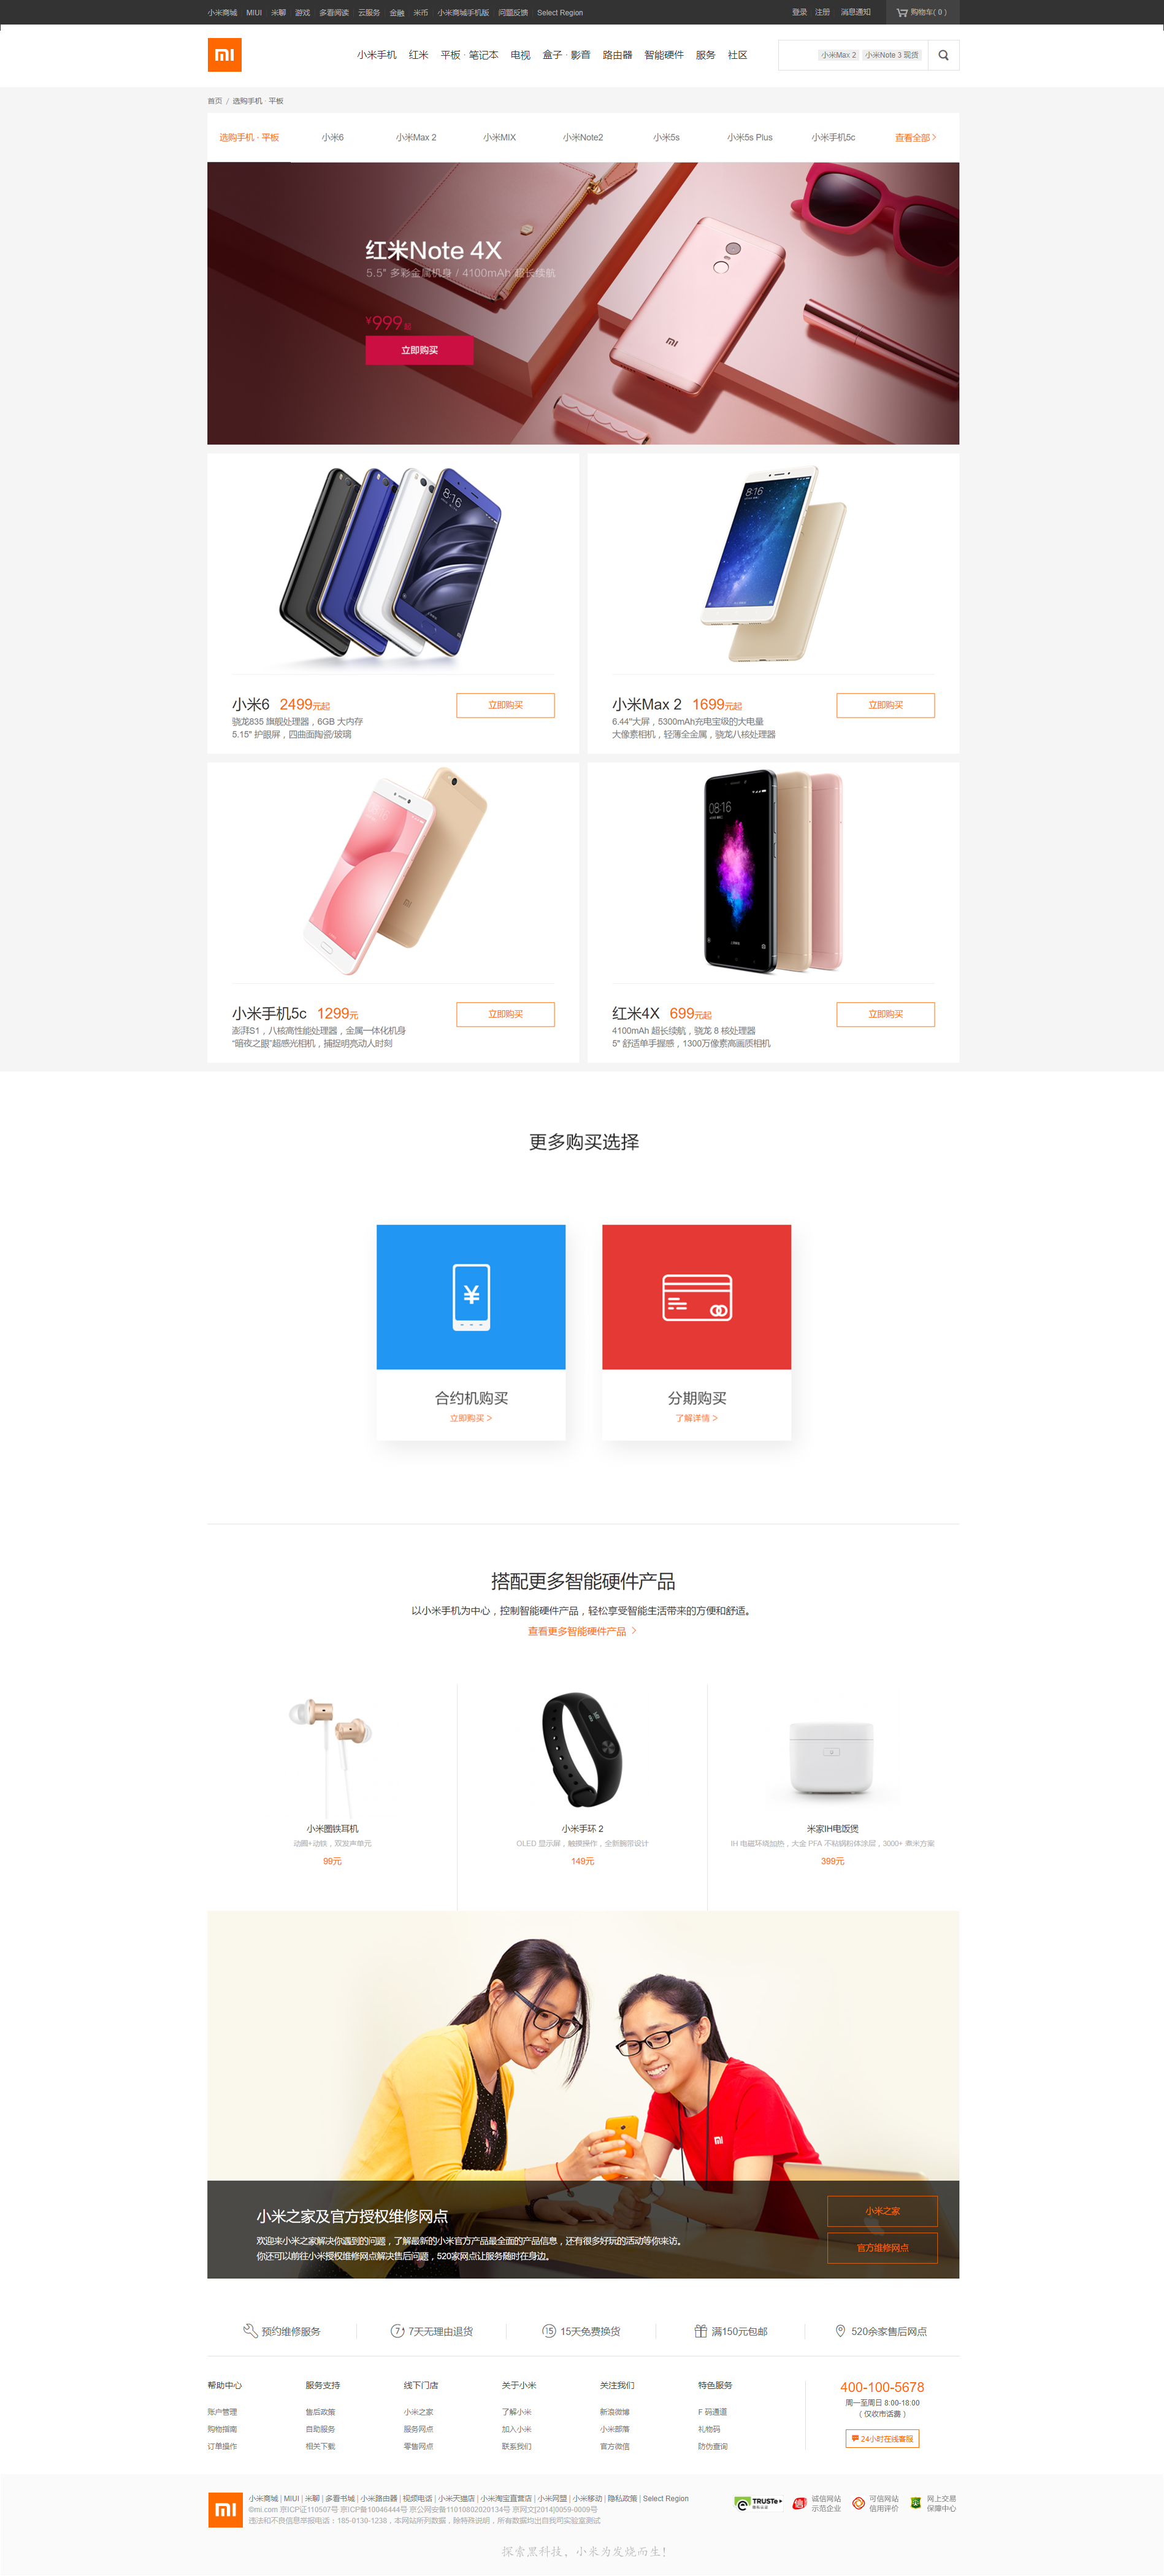 小米商城 MIUI 米聊 游戏 多看阅读 云服务 金融 米币 小米商城手机版 问题反馈 Select Region
登录 注册 消息通知 购物车( 0 )
小米手机 红米 平板 · 笔记本 电视 盒子 · 影音 路由器 智能硬件 服务 社区
小米Max 2 小米Note 3 现货
首页 / 选购手机 · 平板
选购手机 · 平板 小米6 小米Max 2 小米MIX 小米Note2 小米5s 小米5s Plus 小米手机5c 查看全部 >
红米Note 4X
5.5" 多彩金属机身 / 4100mAh 超长续航
¥999 起
立即购买
小米6 2499元起
立即购买
骁龙835 旗舰处理器，6GB 大内存
5.15" 护眼屏，四曲面陶瓷/玻璃
小米Max 2 1699元起
立即购买
6.44"大屏，5300mAh充电宝级的大电量
大像素相机，轻薄全金属，骁龙八核处理器
小米手机5c 1299元
立即购买
澎湃S1，八核高性能处理器，金属一体化机身
“暗夜之眼”超感光相机，捕捉明亮动人时刻
红米4X 699元起
立即购买
4100mAh 超长续航，骁龙 8 核处理器
5" 舒适单手握感，1300万像素高画质相机
更多购买选择
合约机购买
立即购买 >
分期购买
了解详情 >
搭配更多智能硬件产品
以小米手机为中心，控制智能硬件产品，轻松享受智能生活带来的方便和舒适。
查看更多智能硬件产品 >
小米圈铁耳机
动圈+动铁，双发声单元
99元
小米手环 2
OLED 显示屏，触摸操作，全新腕带设计
149元
米家IH电饭煲
IH 电磁环绕加热，大金 PFA 不粘锅粉体涂层，3000+ 煮米方案
399元
小米之家及官方授权维修网点
欢迎来小米之家解决你遇到的问题，了解最新的小米官方产品最全面的产品信息，还有很多好玩的活动等你来访。
你还可以前往小米授权维修网点解决售后问题，520家网点让服务随时在身边。
小米之家
官方维修网点
预约维修服务 7天无理由退货 15天免费换货 满150元包邮 520余家售后网点
帮助中心 服务支持 线下门店 关于小米 关注我们 特色服务
账户管理 售后政策 小米之家 了解小米 新浪微博 F 码通道
购物指南 自助服务 服务网点 加入小米 小米部落 礼物码
订单操作 相关下载 零售网点 联系我们 官方微信 防伪查询
400-100-5678
周一至周日 8:00-18:00
（仅收市话费）
24小时在线客服
小米商城 | MIUI | 米聊 | 多看书城 | 小米路由器 | 视频电话 | 小米天猫店 | 小米淘宝直营店 | 小米网盟 | 小米移动 | 隐私政策 | Select Region
©mi.com 京ICP证110507号 京ICP备10046444号 京公网安备11010802020134号 京网文[2014]0059-0009号
违法和不良信息举报电话：185-0130-1238，本网站所列数据，除特殊说明，所有数据均出自我司实验室测试
TRUSTe
诚信网站
示范企业
可信网站
信用评价
网上交易
保障中心
探索黑科技，小米为发烧而生！